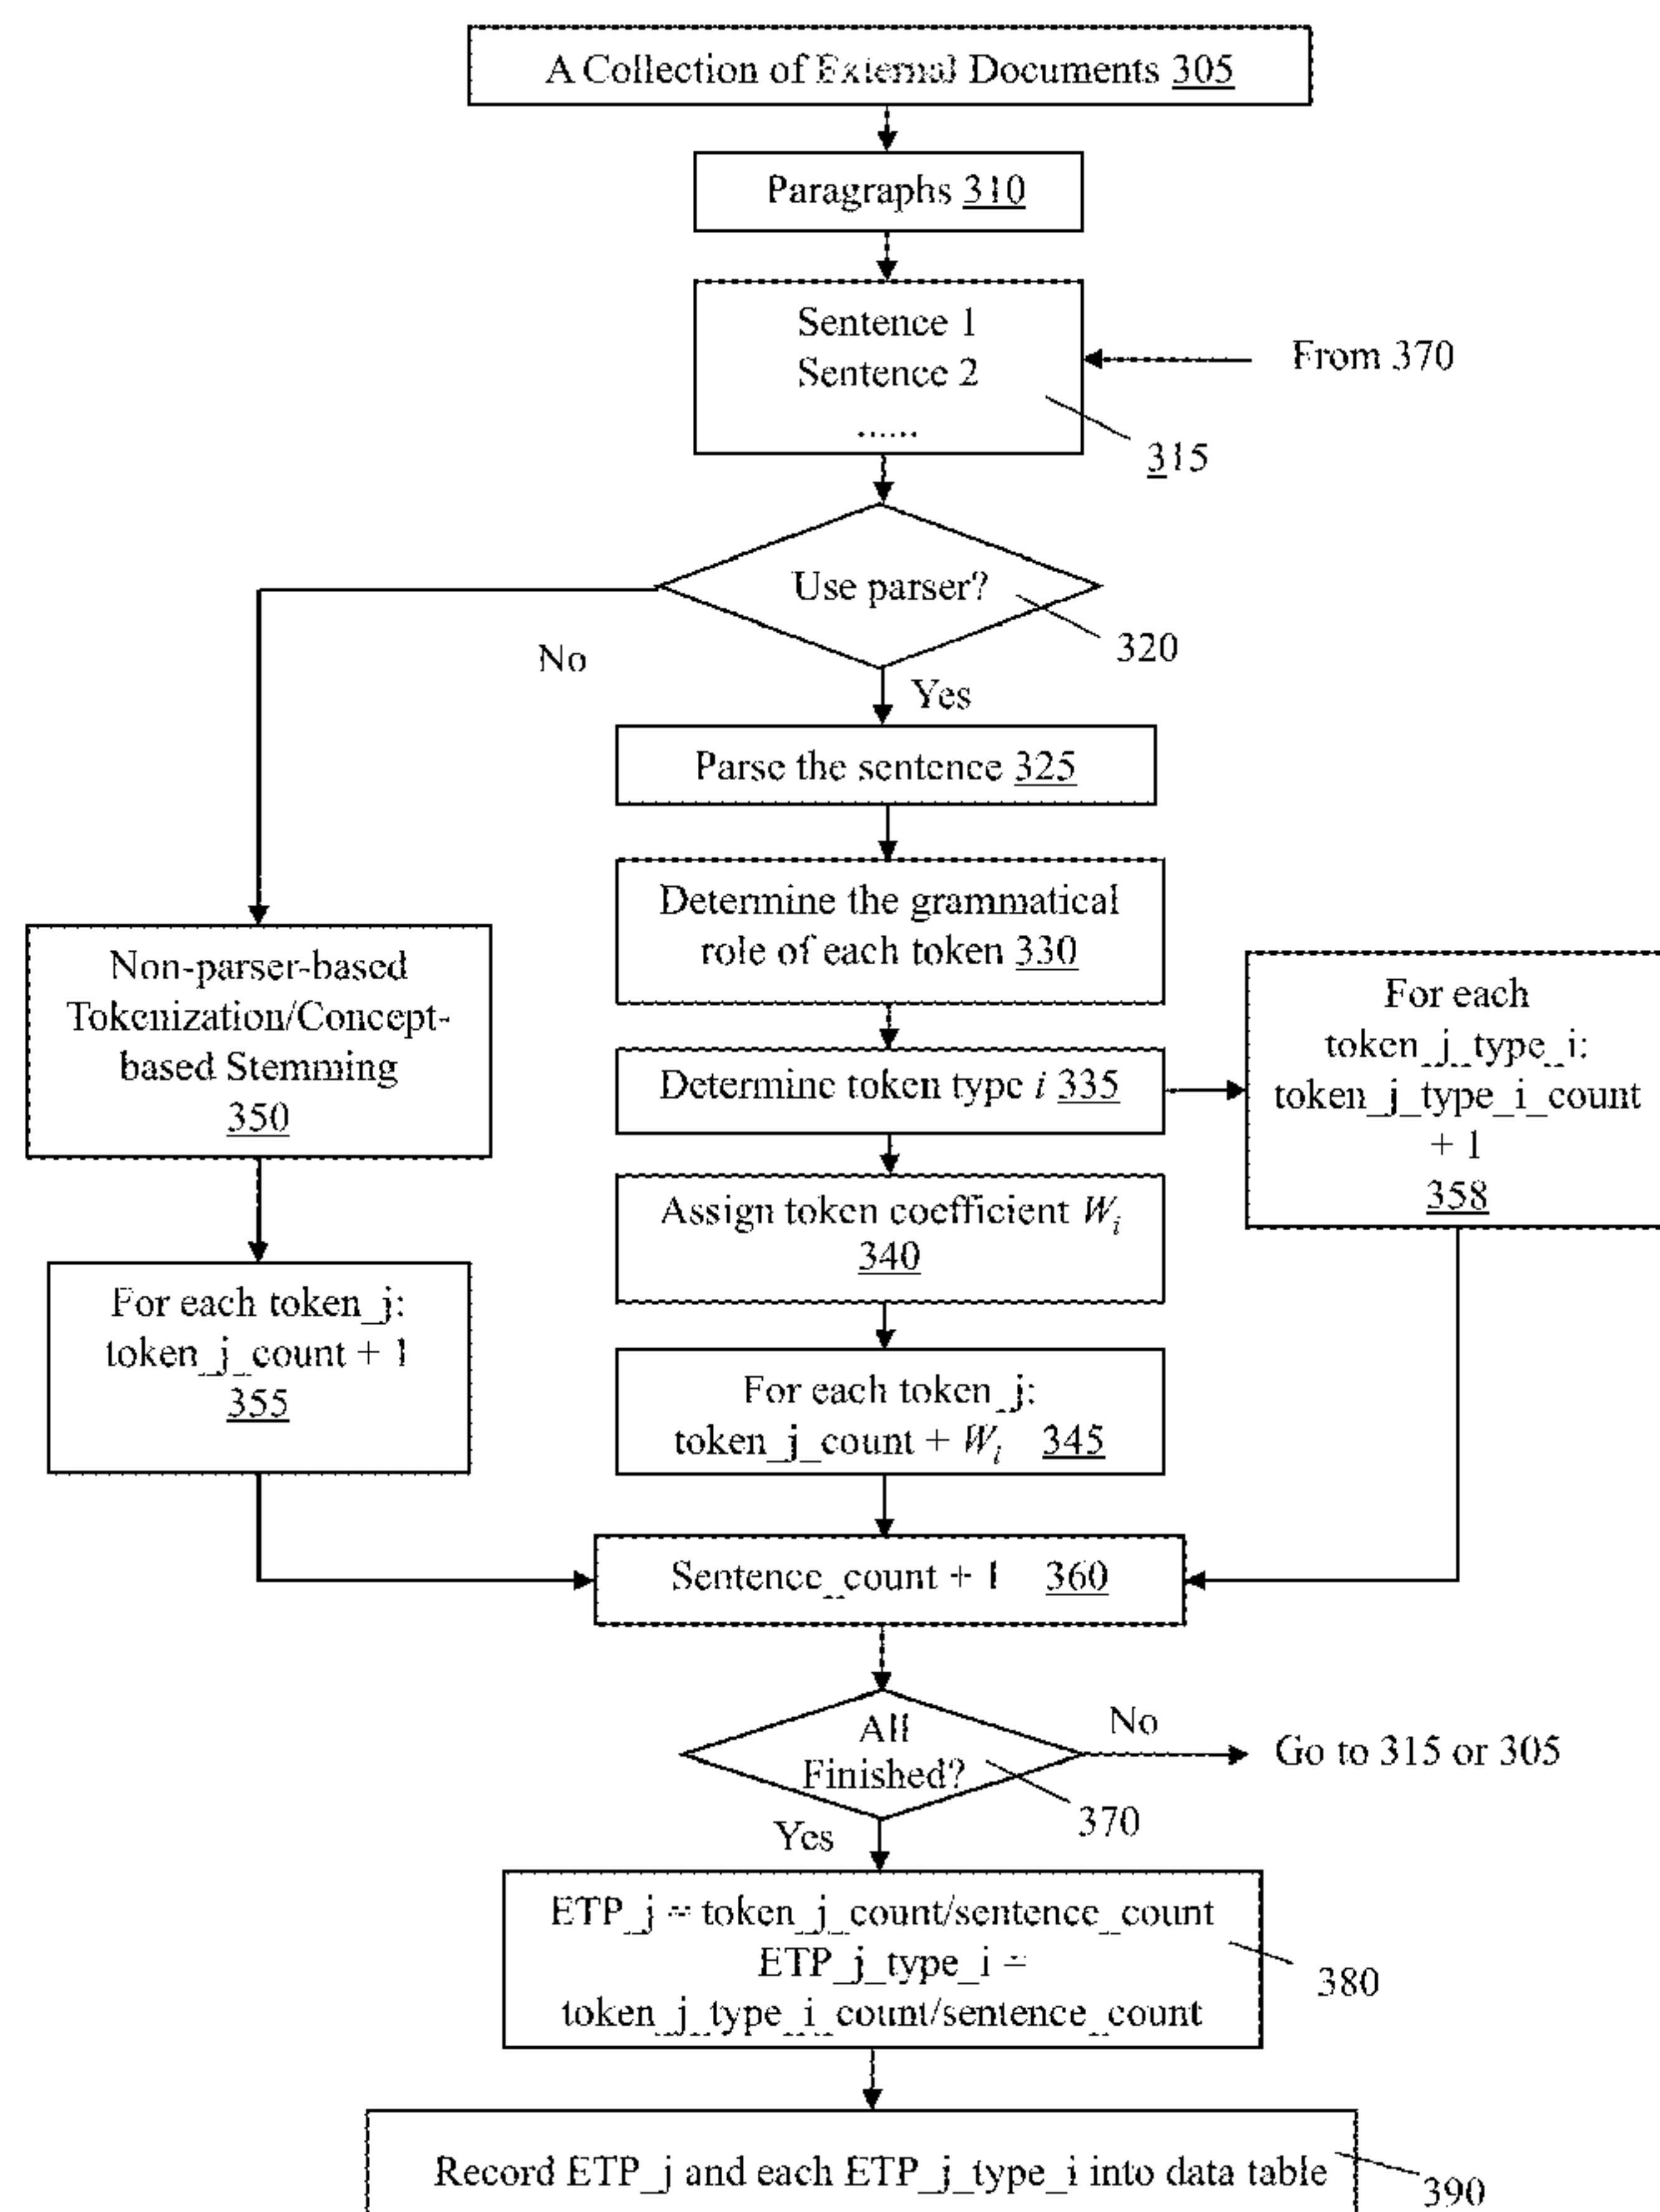 A Collection of External Documents 305
Paragraphs 310
Sentence 1
Sentence 2
......
From 370
315
Use parser?
320
No
Yes
Parse the sentence 325
Determine the grammatical
role of each token 330
Non-parser-based
Tokenization/Concept-
based Stemming
350
Determine token type i 335
For each
token_j_type_i:
token_j_type_i_count
+ 1
358
Assign token coefficient Wi
340
For each token_j:
token_j_count + 1
355
For each token_j:
token_j_count + Wi 345
Sentence_count + 1 360
All
Finished?
No
Go to 315 or 305
370
Yes
ETP_j = token_j_count/sentence_count
ETP_j_type_i =
token_j_type_i_count/sentence_count
380
Record ETP_j and each ETP_j_type_i into data table
390